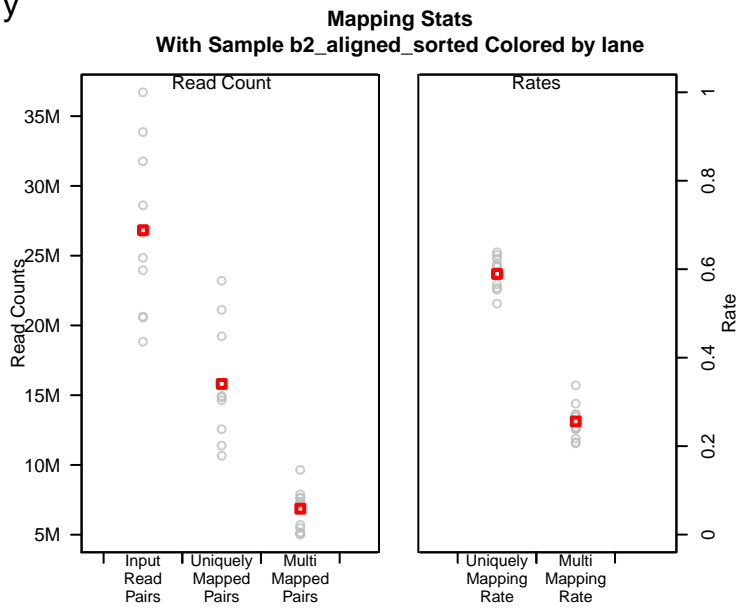 y
Mapping Stats
With Sample b2_aligned_sorted Colored by lane
Read Count
Rates
35M
30M
25M
20M
15M
10M
5M
Read Counts
1
0.8
0.6
0.4
0.2
0
Rate
Input
Read
Pairs
Uniquely
Mapped
Pairs
Multi
Mapped
Pairs
Uniquely
Mapping
Rate
Multi
Mapping
Rate